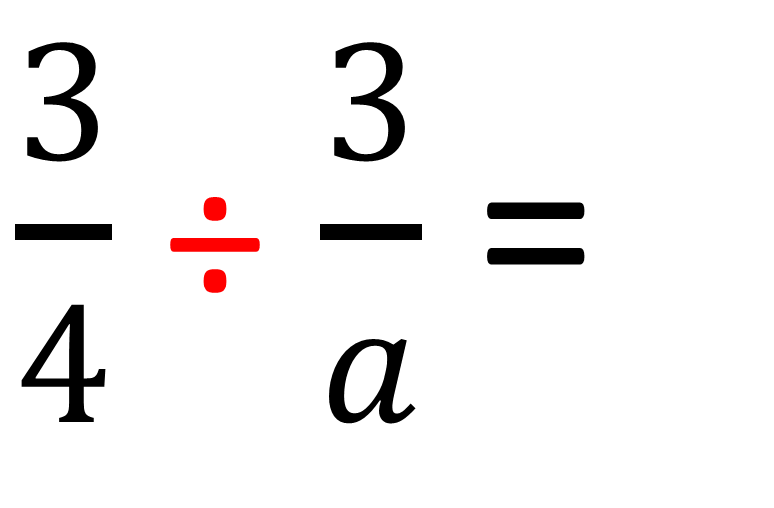 3/4 ÷ 3/a =